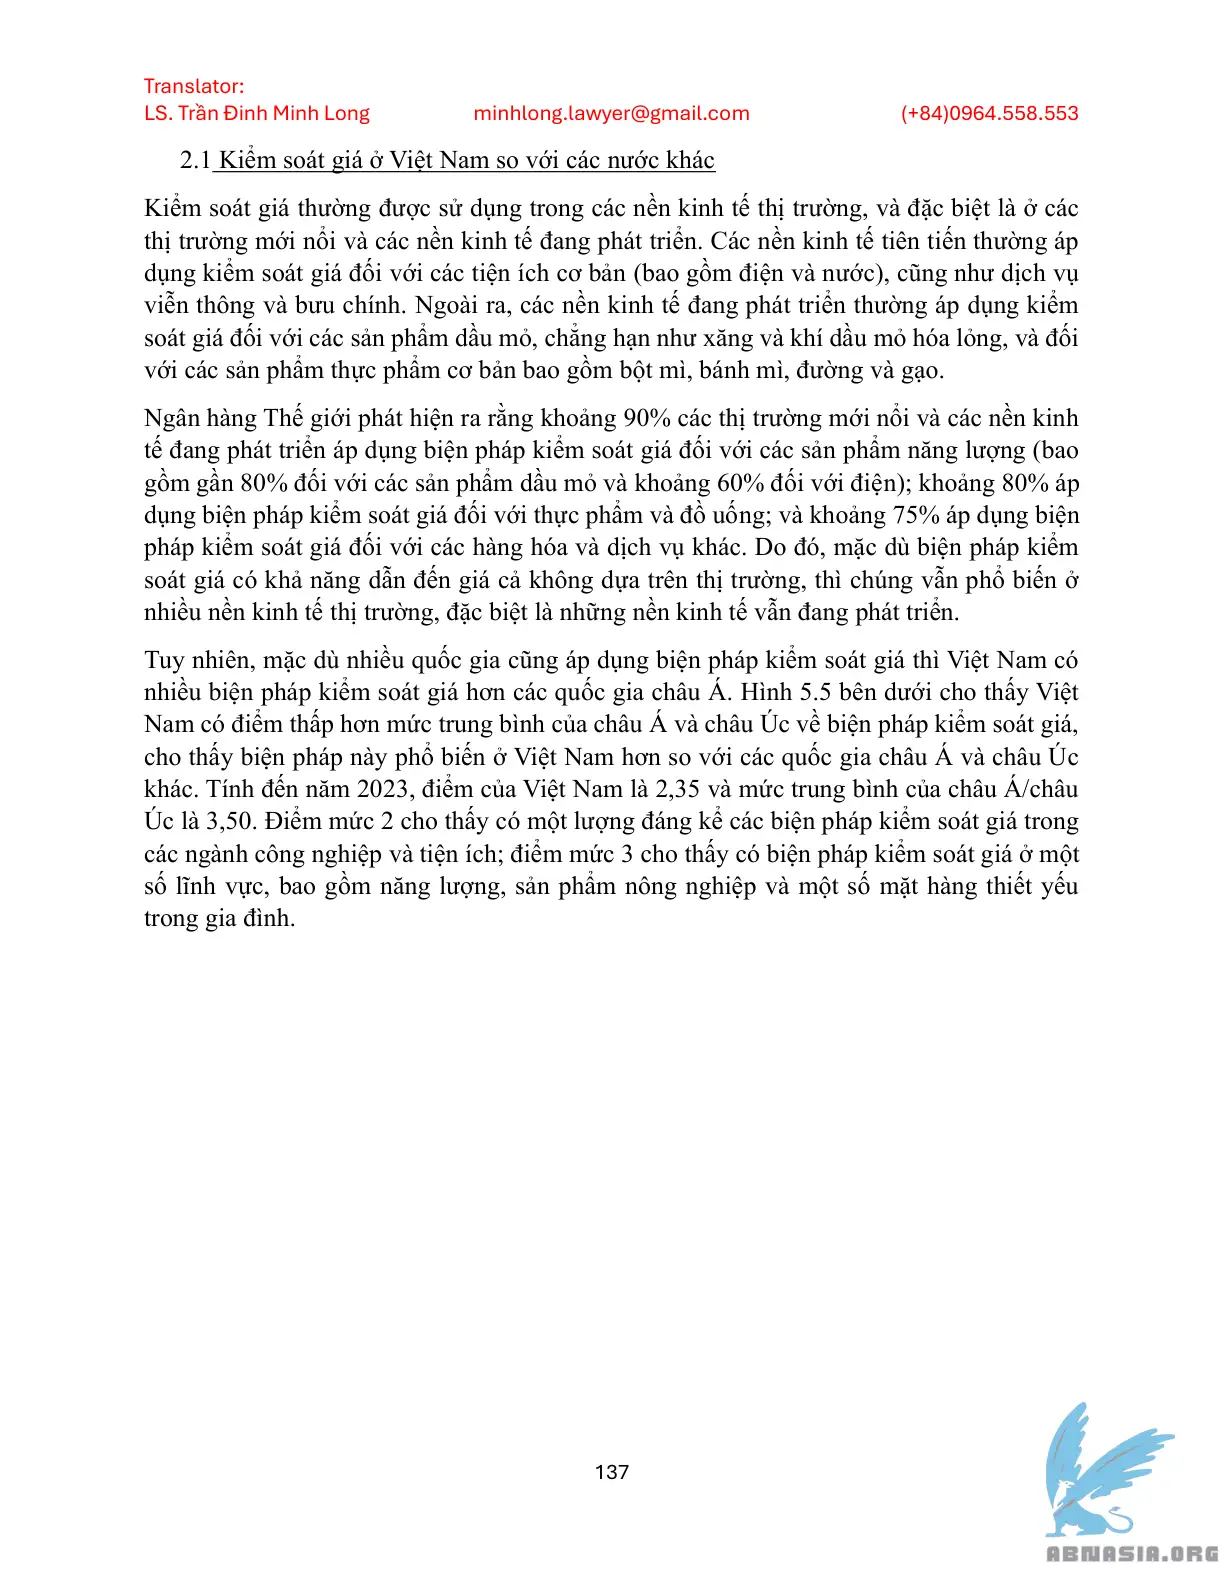 Translator:
LS. Trần Đình Minh Long minhlong.lawyer@gmail.com (+84)0964.558.553
2.1 Kiểm soát giá ở Việt Nam so với các nước khác
Kiểm soát giá thường được sử dụng trong các nền kinh tế thị trường, và đặc biệt là ở các
thị trường mới nổi và các nền kinh tế đang phát triển. Các nền kinh tế tiên tiến thường áp
dụng kiểm soát giá đối với các tiện ích cơ bản (bao gồm điện và nước), cũng như dịch vụ
viễn thông và bưu chính. Ngoài ra, các nền kinh tế đang phát triển thường áp dụng kiểm
soát giá đối với các sản phẩm dầu mỏ, chẳng hạn như xăng và khí dầu mỏ hóa lỏng, và đối
với các sản phẩm thực phẩm cơ bản bao gồm bột mì, bánh mì, đường và gạo.
Ngân hàng Thế giới phát hiện ra rằng khoảng 90% các thị trường mới nổi và các nền kinh
tế đang phát triển áp dụng biện pháp kiểm soát giá đối với các sản phẩm năng lượng (bao
gồm gần 80% đối với các sản phẩm dầu mỏ và khoảng 60% đối với điện); khoảng 80% áp
dụng biện pháp kiểm soát giá đối với thực phẩm và đồ uống; và khoảng 75% áp dụng biện
pháp kiểm soát giá đối với các hàng hóa và dịch vụ khác. Do đó, mặc dù biện pháp kiểm
soát giá có khả năng dẫn đến giá cả không dựa trên thị trường, thì chúng vẫn phổ biến ở
nhiều nền kinh tế thị trường, đặc biệt là những nền kinh tế vẫn đang phát triển.
Tuy nhiên, mặc dù nhiều quốc gia cũng áp dụng biện pháp kiểm soát giá thì Việt Nam có
nhiều biện pháp kiểm soát giá hơn các quốc gia châu Á. Hình 5.5 bên dưới cho thấy Việt
Nam có điểm thấp hơn mức trung bình của châu Á và châu Úc về biện pháp kiểm soát giá,
cho thấy biện pháp này phổ biến ở Việt Nam hơn so với các quốc gia châu Á và châu Úc
khác. Tính đến năm 2023, điểm của Việt Nam là 2,35 và mức trung bình của châu Á/châu
Úc là 3,50. Điểm mức 2 cho thấy có một lượng đáng kể các biện pháp kiểm soát giá trong
các ngành công nghiệp và tiện ích; điểm mức 3 cho thấy có biện pháp kiểm soát giá ở một
số lĩnh vực, bao gồm năng lượng, sản phẩm nông nghiệp và một số mặt hàng thiết yếu
trong gia đình.
137
ABNASIA.ORG